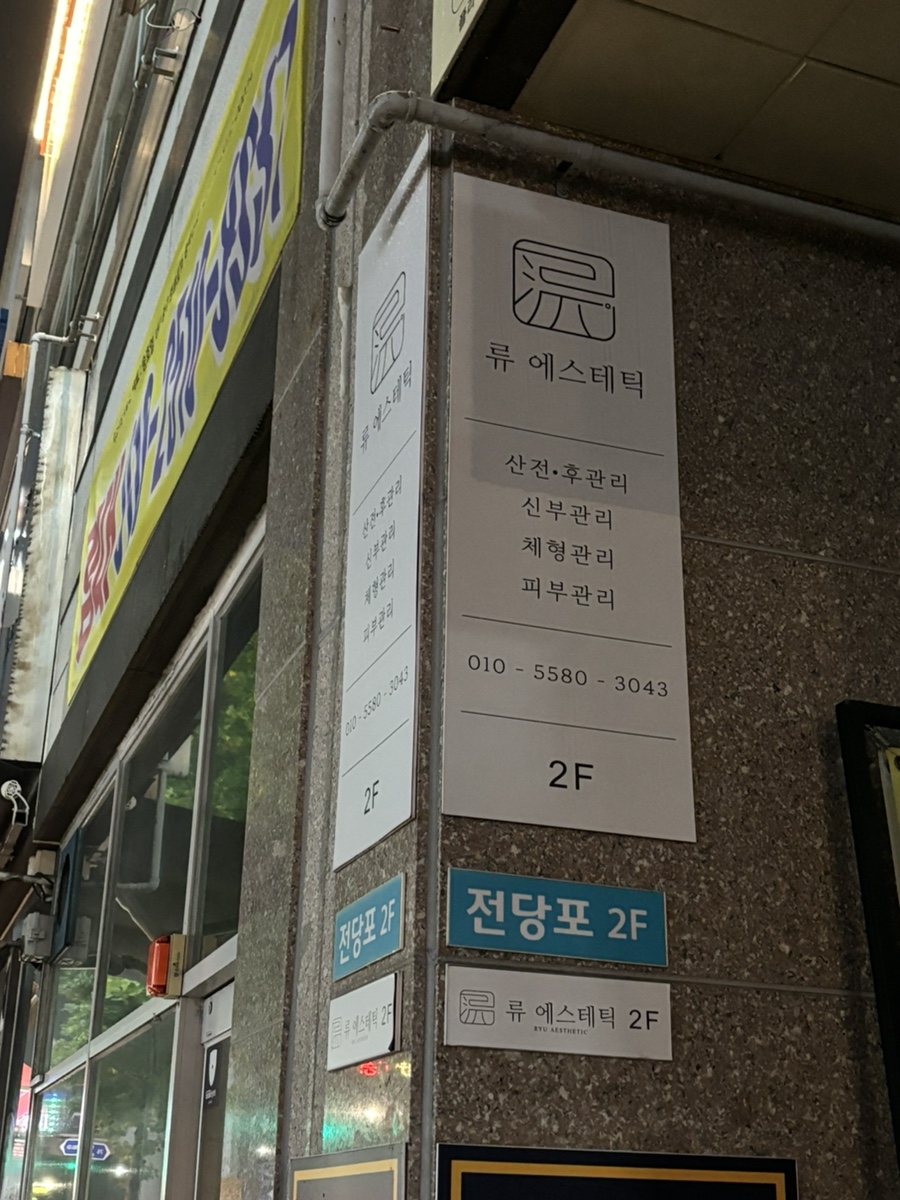 류 에스테틱
산전•후관리
신부관리
체형관리
피부관리
010 - 5580 - 3043
2F
류 에스테틱
산전•후관리
신부관리
체형관리
피부관리
010 - 5580 - 3043
2F
전당포 2F
전당포 2F
류 에스테틱 2F
류 에스테틱 2F
RYU AESTHETIC